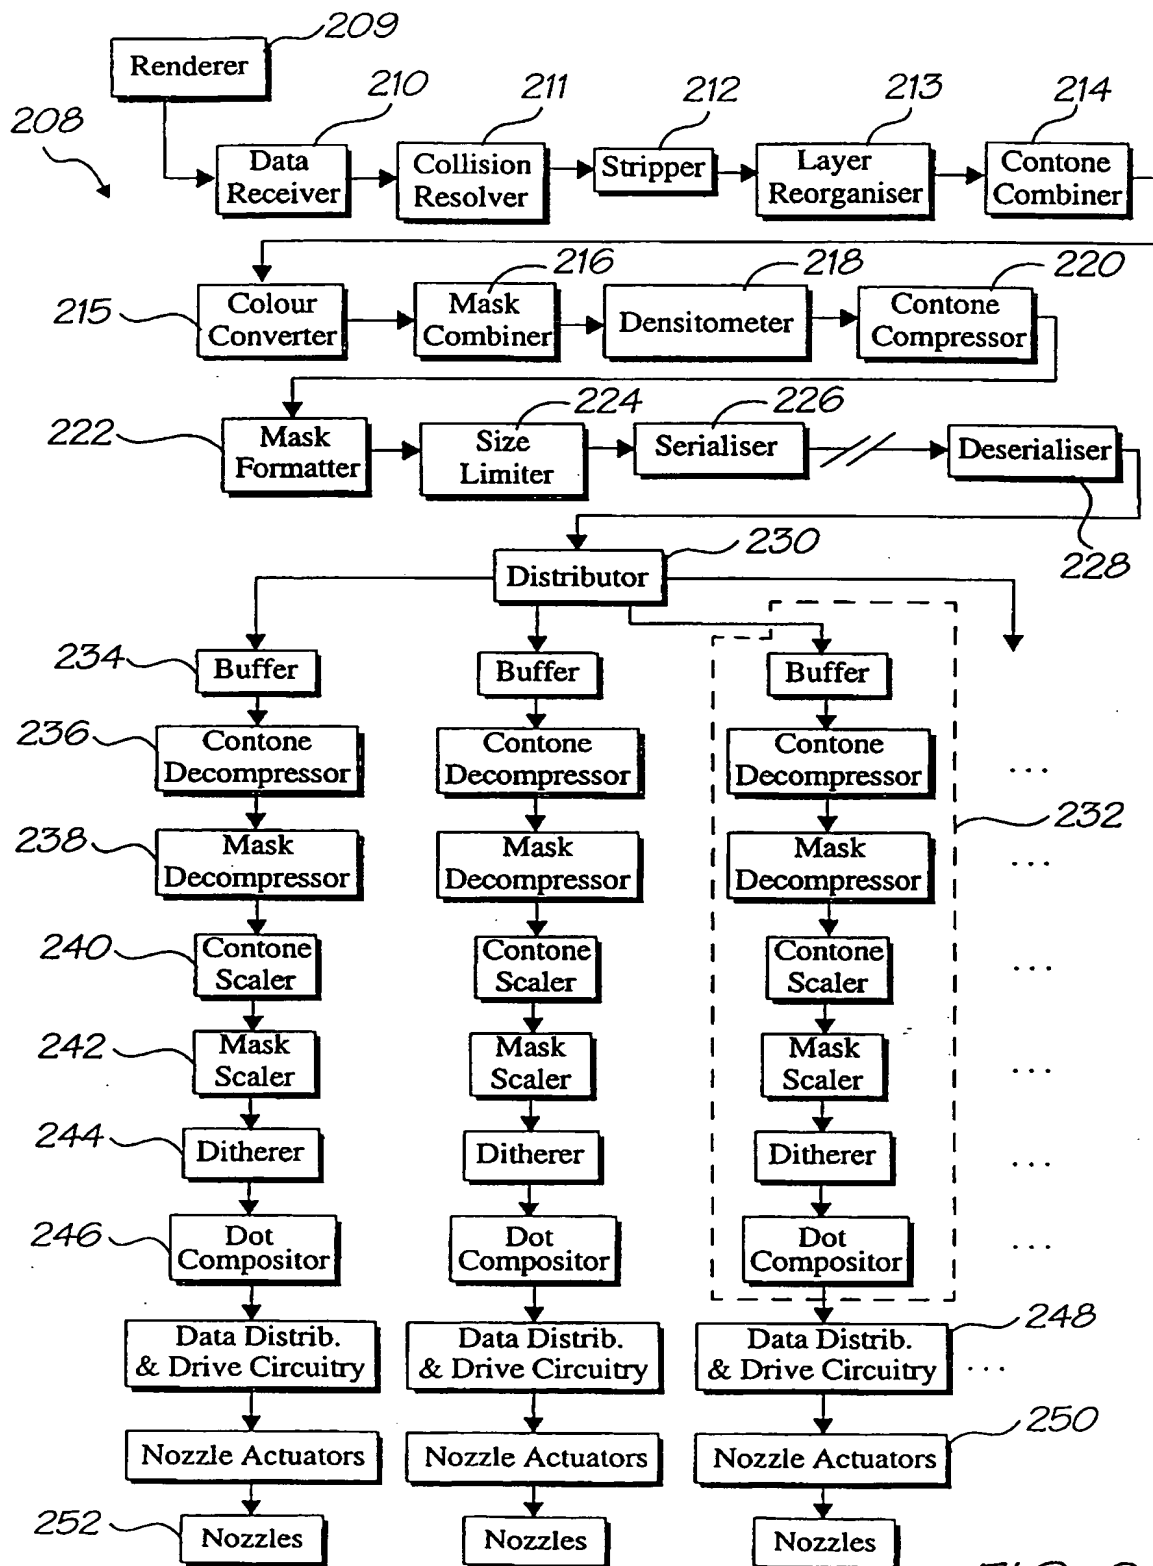 209
Renderer
208
210
211
212
213
214
Data
Receiver
Collision
Resolver
Stripper
Layer
Reorganiser
Contone
Combiner
215
216
218
220
Colour
Converter
Mask
Combiner
Densitometer
Contone
Compressor
222
224
226
Mask
Formatter
Size
Limiter
Serialiser
Deserialiser
228
230
Distributor
234
Buffer
Buffer
Buffer
236
Contone
Decompressor
Contone
Decompressor
Contone
Decompressor
...
232
238
Mask
Decompressor
Mask
Decompressor
Mask
Decompressor
...
240
Contone
Scaler
Contone
Scaler
Contone
Scaler
...
242
Mask
Scaler
Mask
Scaler
Mask
Scaler
...
244
Ditherer
Ditherer
Ditherer
...
246
Dot
Compositor
Dot
Compositor
Dot
Compositor
...
248
Data Distrib.
& Drive Circuitry
Data Distrib.
& Drive Circuitry
Data Distrib.
& Drive Circuitry
...
250
Nozzle Actuators
Nozzle Actuators
Nozzle Actuators
252
Nozzles
Nozzles
Nozzles